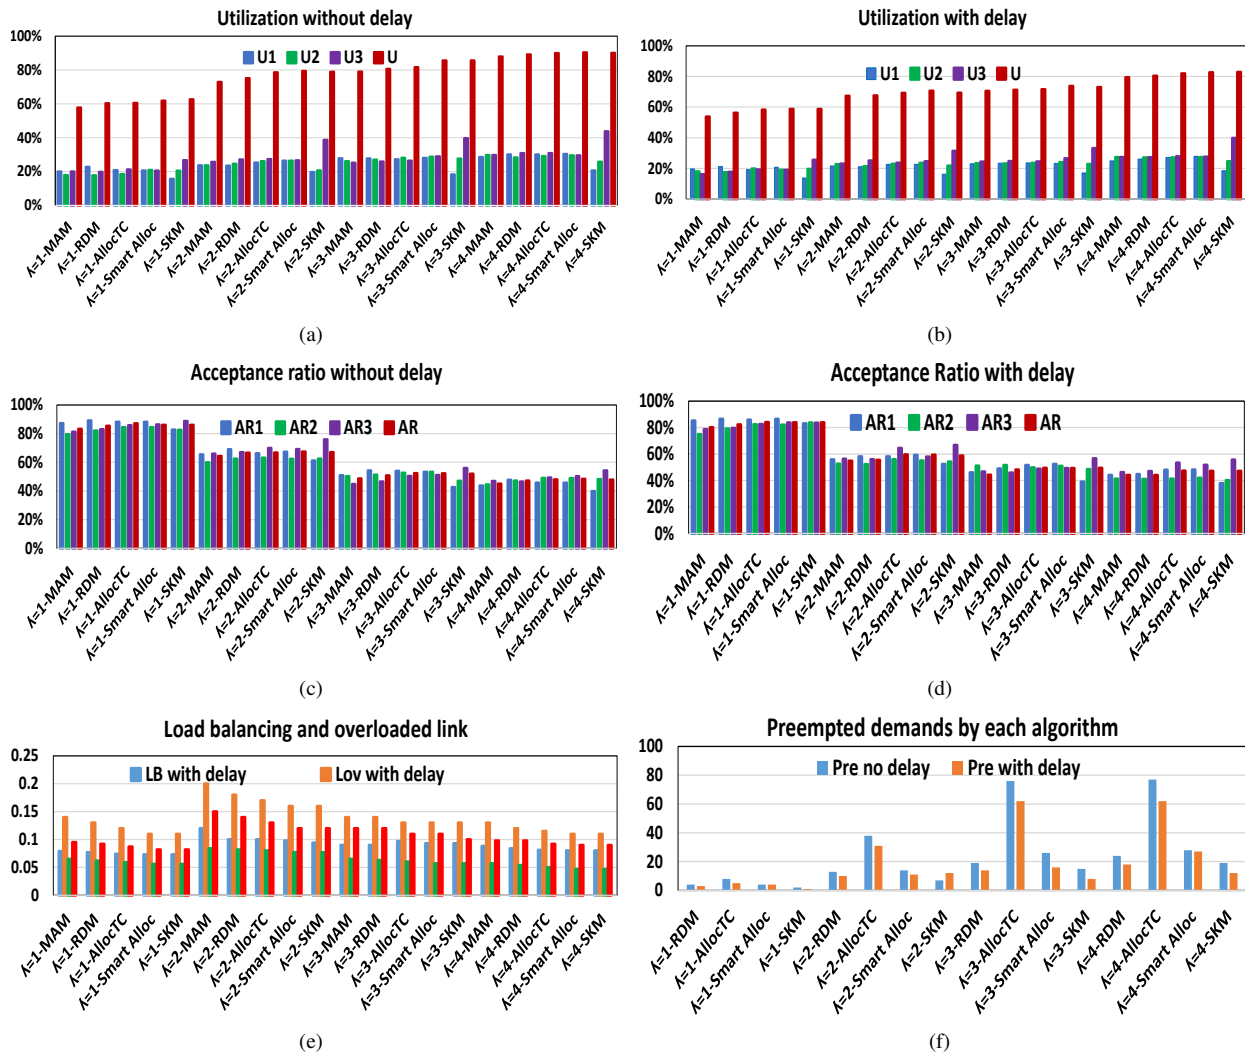 Utilization without delay
100%
80%
60%
40%
20%
0%
U1 U2 U3 U
λ=1-MAM
λ=1-RDM
λ=1-AllocTC
λ=1-Smart Alloc
λ=1-SKM
λ=2-MAM
λ=2-RDM
λ=2-AllocTC
λ=2-Smart Alloc
λ=2-SKM
λ=3-MAM
λ=3-RDM
λ=3-AllocTC
λ=3-Smart Alloc
λ=3-SKM
λ=4-MAM
λ=4-RDM
λ=4-AllocTC
λ=4-Smart Alloc
λ=4-SKM
(a)
Utilization with delay
100%
80%
60%
40%
20%
0%
U1 U2 U3 U
λ=1-MAM
λ=1-RDM
λ=1-AllocTC
λ=1-Smart Alloc
λ=1-SKM
λ=2-MAM
λ=2-RDM
λ=2-AllocTC
λ=2-Smart Alloc
λ=2-SKM
λ=3-MAM
λ=3-RDM
λ=3-AllocTC
λ=3-Smart Alloc
λ=3-SKM
λ=4-MAM
λ=4-RDM
λ=4-AllocTC
λ=4-Smart Alloc
λ=4-SKM
(b)
Acceptance ratio without delay
100%
80%
60%
40%
20%
0%
AR1 AR2 AR3 AR
λ=1-MAM
λ=1-RDM
λ=1-AllocTC
λ=1-Smart Alloc
λ=1-SKM
λ=2-MAM
λ=2-RDM
λ=2-AllocTC
λ=2-Smart Alloc
λ=2-SKM
λ=3-MAM
λ=3-RDM
λ=3-AllocTC
λ=3-Smart Alloc
λ=3-SKM
λ=4-MAM
λ=4-RDM
λ=4-AllocTC
λ=4-Smart Alloc
λ=4-SKM
(c)
Acceptance Ratio with delay
100%
80%
60%
40%
20%
0%
AR1 AR2 AR3 AR
λ=1-MAM
λ=1-RDM
λ=1-AllocTC
λ=1-Smart Alloc
λ=1-SKM
λ=2-MAM
λ=2-RDM
λ=2-AllocTC
λ=2-Smart Alloc
λ=2-SKM
λ=3-MAM
λ=3-RDM
λ=3-AllocTC
λ=3-Smart Alloc
λ=3-SKM
λ=4-MAM
λ=4-RDM
λ=4-AllocTC
λ=4-Smart Alloc
λ=4-SKM
(d)
Load balancing and overloaded link
0.25
0.2
0.15
0.1
0.05
0
LB with delay Lov with delay
λ=1-MAM
λ=1-RDM
λ=1-AllocTC
λ=1-Smart Alloc
λ=1-SKM
λ=2-MAM
λ=2-RDM
λ=2-AllocTC
λ=2-Smart Alloc
λ=2-SKM
λ=3-MAM
λ=3-RDM
λ=3-AllocTC
λ=3-Smart Alloc
λ=3-SKM
λ=4-MAM
λ=4-RDM
λ=4-AllocTC
λ=4-Smart Alloc
λ=4-SKM
(e)
Preempted demands by each algorithm
100
80
60
40
20
0
Pre no delay Pre with delay
λ=1-RDM
λ=1-AllocTC
λ=1-Smart Alloc
λ=1-SKM
λ=2-RDM
λ=2-AllocTC
λ=2-Smart Alloc
λ=2-SKM
λ=3-RDM
λ=3-AllocTC
λ=3-Smart Alloc
λ=3-SKM
λ=4-RDM
λ=4-AllocTC
λ=4-Smart Alloc
λ=4-SKM
(f)